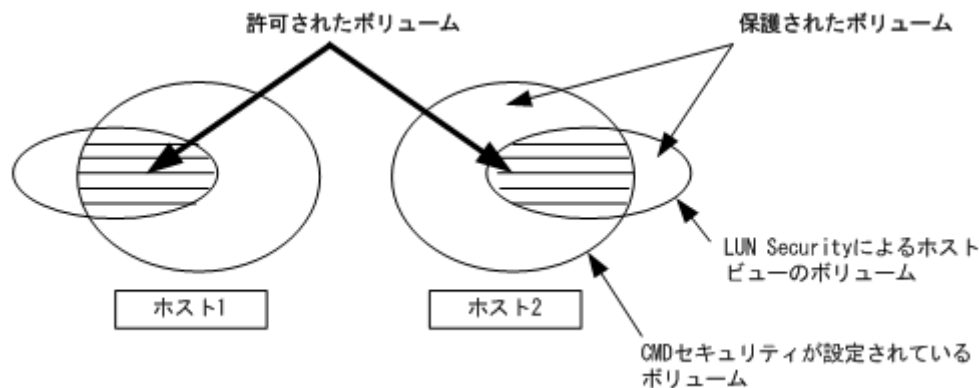 許可されたボリューム
保護されたボリューム
LUN Securityによるホスト
ビューのボリューム
ホスト1
ホスト2
CMDセキュリティが設定されている
ボリューム